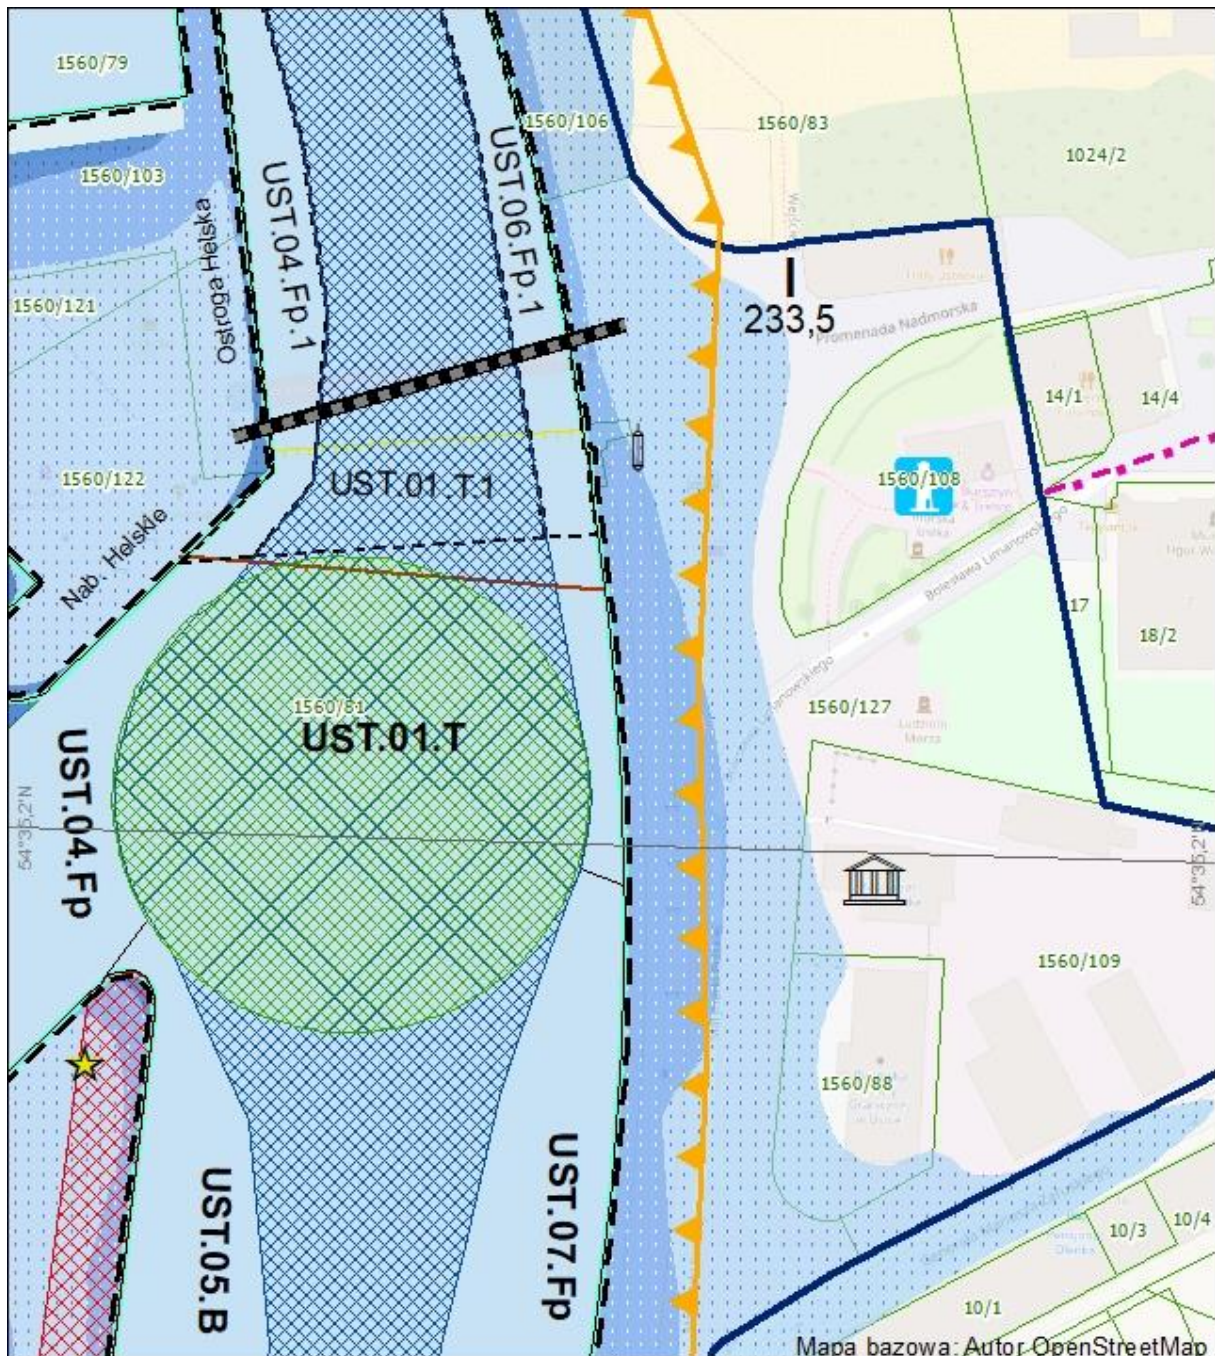 1560/79
1560/106
1560/83
1024/2
1560/103
UST.06.Fp.1
UST.04.Fp.1
Ostroga Helska
1560/121
233,5
Promenada Nadmorska
14/1
14/4
1560/122
UST.01.T.1
1560/108
Nab. Helskie
Bolesława Limanowskiego
17
18/2
1560/81
UST.01.T
1560/127
Ludziom
Morza
UST.04.Fp
54°35,2'N
54°35,2'N
1560/109
1560/88
UST.05.B
UST.07.Fp
10/3
10/4
10/1
Mapa bazowa: Autor OpenStreetMap